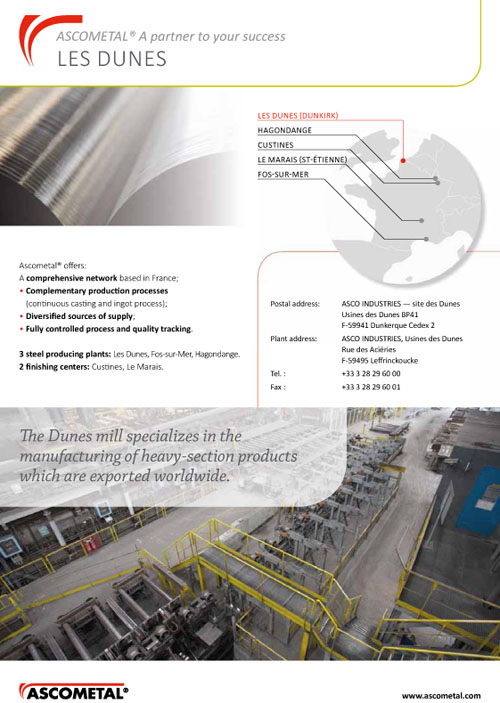 ASCOMETAL® A partner to your success
LES DUNES
LES DUNES (DUNKIRK)
HAGONDANGE
CUSTINES
LE MARAIS (ST-ÉTIENNE)
FOS-SUR-MER
Ascometal® offers:
A comprehensive network based in France;
• Complementary production processes
(continuous casting and ingot process);
• Diversified sources of supply;
• Fully controlled process and quality tracking.
3 steel producing plants: Les Dunes, Fos-sur-Mer, Hagondange.
2 finishing centers: Custines, Le Marais.
Postal address: ASCO INDUSTRIES — site des Dunes
Usines des Dunes BP41
F-59941 Dunkerque Cedex 2
Plant address: ASCO INDUSTRIES, Usines des Dunes
Rue des Aciéries
F-59495 Leffrinckoucke
Tel. : +33 3 28 29 60 00
Fax : +33 3 28 29 60 01
The Dunes mill specializes in the
manufacturing of heavy-section products
which are exported worldwide.
ASCOMETAL®
www.ascometal.com